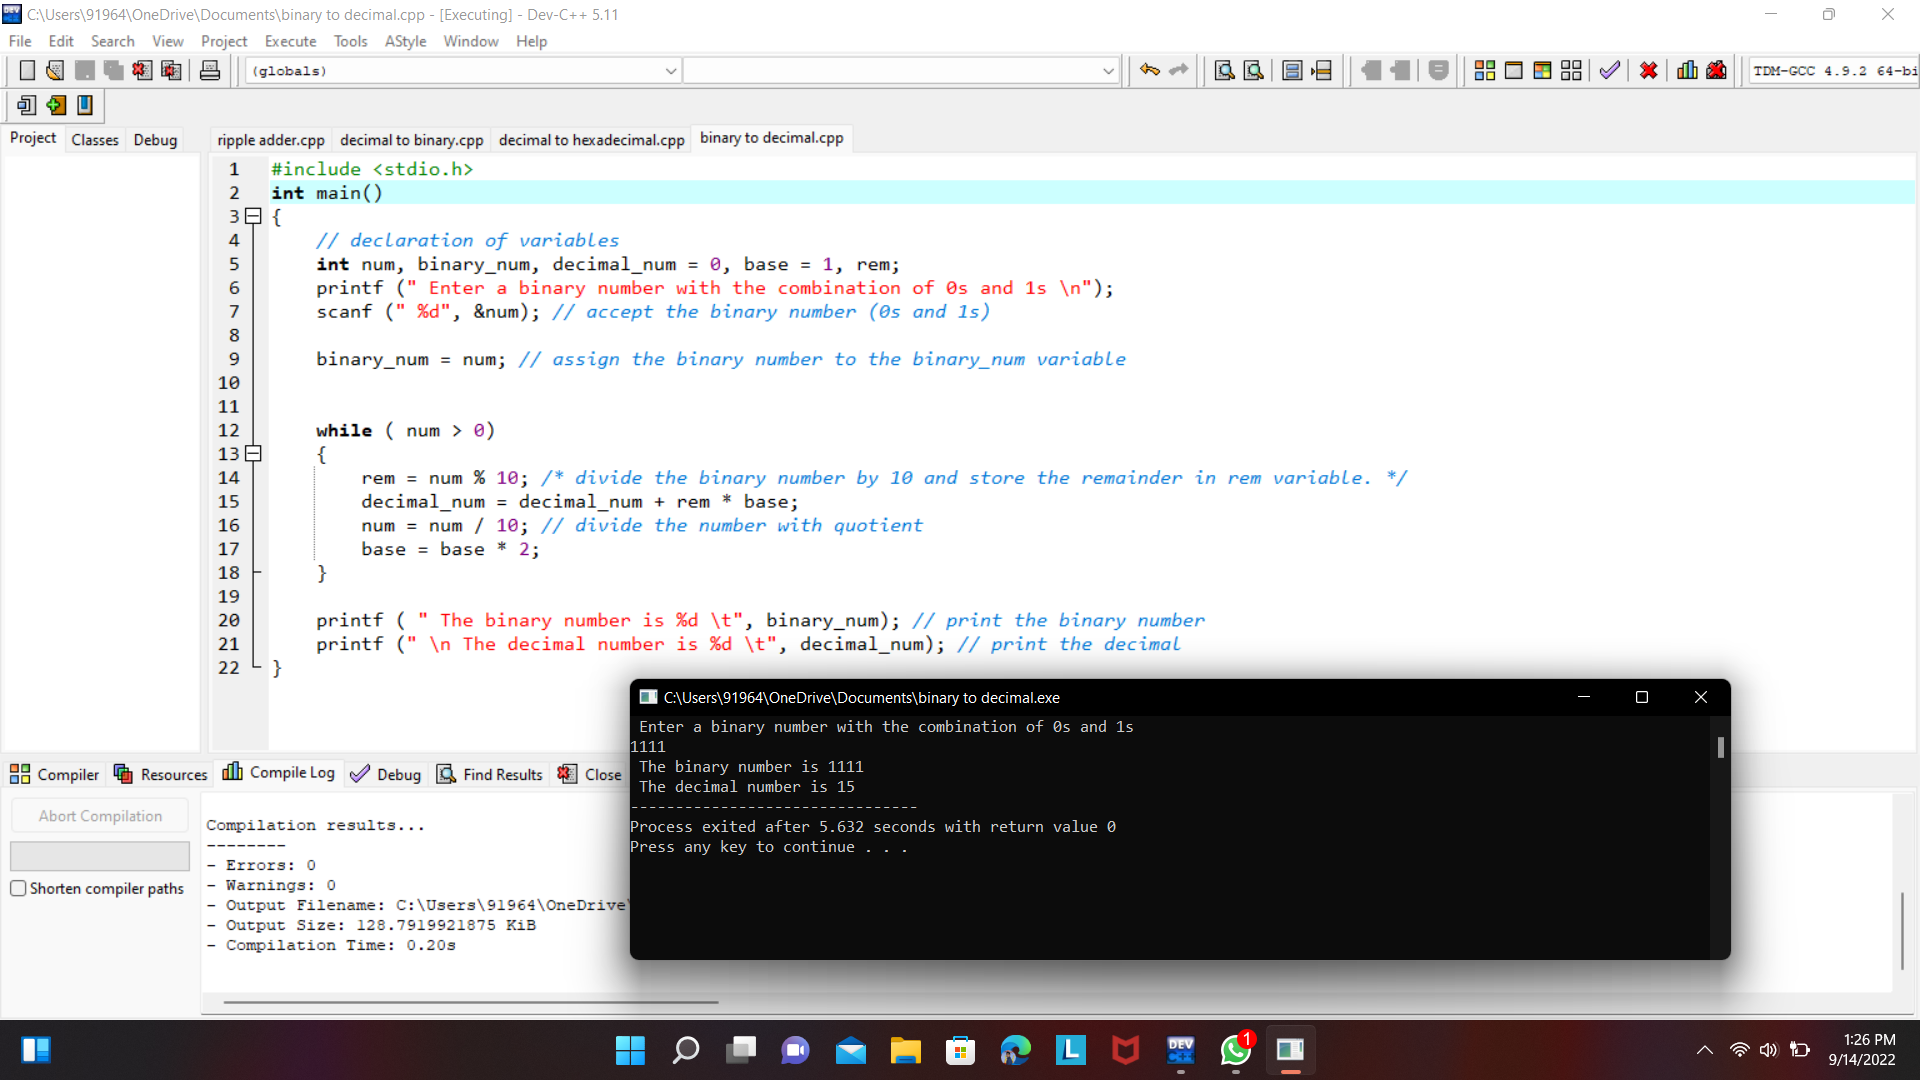 C:\Users\91964\OneDrive\Documents\binary to decimal.cpp - [Executing] - Dev-C++ 5.11
File Edit Search View Project Execute Tools AStyle Window Help
(globals)
TDM-GCC 4.9.2 64-bi
Project Classes Debug
ripple adder.cpp decimal to binary.cpp decimal to hexadecimal.cpp binary to decimal.cpp
1 #include <stdio.h>
2 int main()
3 {
4 // declaration of variables
5 int num, binary_num, decimal_num = 0, base = 1, rem;
6 printf (" Enter a binary number with the combination of 0s and 1s \n");
7 scanf (" %d", &num); // accept the binary number (0s and 1s)
8
9 binary_num = num; // assign the binary number to the binary_num variable
10
11
12 while ( num > 0)
13 {
14 rem = num % 10; /* divide the binary number by 10 and store the remainder in rem variable. */
15 decimal_num = decimal_num + rem * base;
16 num = num / 10; // divide the number with quotient
17 base = base * 2;
18 }
19
20 printf ( " The binary number is %d \t", binary_num); // print the binary number
21 printf (" \n The decimal number is %d \t", decimal_num); // print the decimal
22 }
C:\Users\91964\OneDrive\Documents\binary to decimal.exe
Enter a binary number with the combination of 0s and 1s
1111
The binary number is 1111
The decimal number is 15
--------------------------------
Process exited after 5.632 seconds with return value 0
Press any key to continue . . .
Compiler Resources Compile Log Debug Find Results Close
Abort Compilation
Shorten compiler paths
Compilation results...
--------
- Errors: 0
- Warnings: 0
- Output Filename: C:\Users\91964\OneDrive\
- Output Size: 128.7919921875 KiB
- Compilation Time: 0.20s
L
DEV C++
1
1:26 PM
9/14/2022